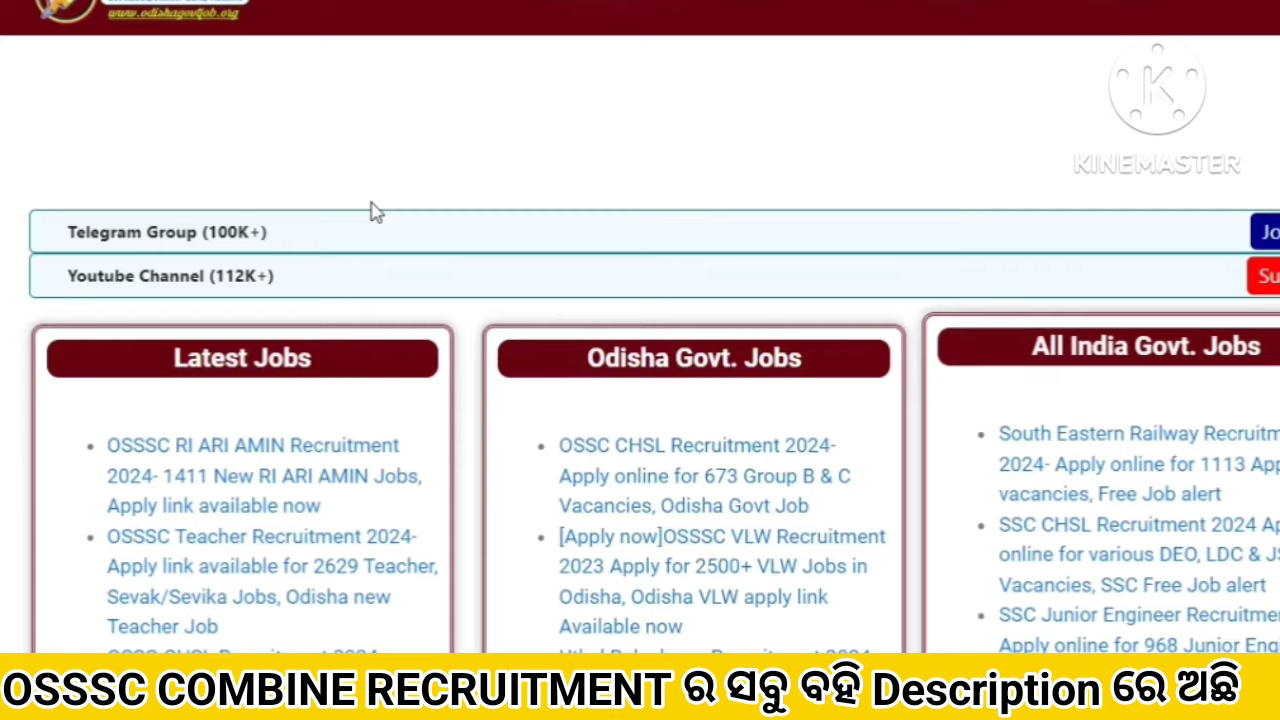 www.odishagovtjob.org
K
KINEMASTER
Telegram Group (100K+)
Jo
Youtube Channel (112K+)
Su
Latest Jobs
OSSSC RI ARI AMIN Recruitment
2024- 1411 New RI ARI AMIN Jobs,
Apply link available now
OSSSC Teacher Recruitment 2024-
Apply link available for 2629 Teacher,
Sevak/Sevika Jobs, Odisha new
Teacher Job
Odisha Govt. Jobs
OSSC CHSL Recruitment 2024-
Apply online for 673 Group B & C
Vacancies, Odisha Govt Job
[Apply now]OSSSC VLW Recruitment
2023 Apply for 2500+ VLW Jobs in
Odisha, Odisha VLW apply link
Available now
All India Govt. Jobs
South Eastern Railway Recruitm
2024- Apply online for 1113 App
vacancies, Free Job alert
SSC CHSL Recruitment 2024 Ap
online for various DEO, LDC & JS
Vacancies, SSC Free Job alert
SSC Junior Engineer Recruitme
Apply online for 968 Junior Eng
OSSSC COMBINE RECRUITMENT ର ସବୁ ବହି Description ରେ ଅଛି